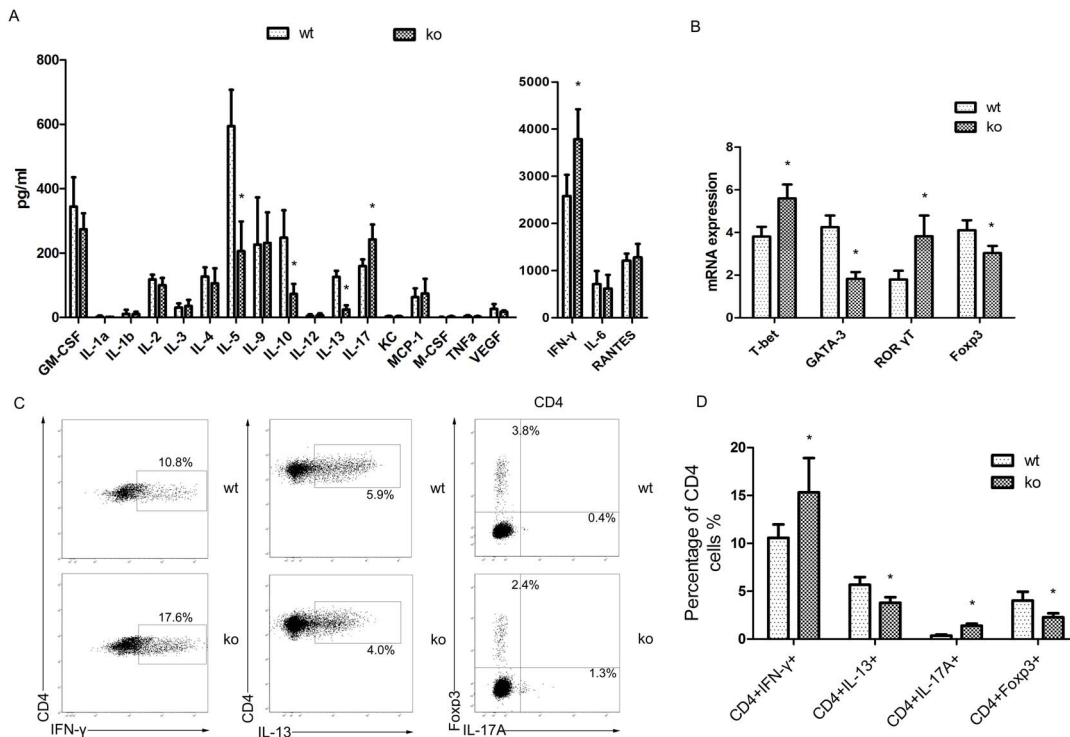 A
wt
ko
800
600
400
200
0
pg/ml
GM-CSF
IL-1a
IL-1b
IL-2
IL-3
IL-4
IL-5
IL-9
IL-10
IL-12
IL-13
IL-17
KC
MCP-1
M-CSF
TNFa
VEGF
*
*
*
*
5000
4000
3000
2000
1000
0
*
IFN-γ
IL-6
RANTES
B
wt
ko
8
6
4
2
0
mRNA expression
*
*
*
*
T-bet
GATA-3
ROR γT
Foxp3
C
CD4
10.8%
CD4
5.9%
wt
CD4
Foxp3
3.8%
0.4%
wt
17.6%
CD4
IFN-γ
ko
4.0%
CD4
IL-13
2.4%
1.3%
ko
Foxp3
IL-17A
D
wt
ko
20
15
10
5
0
Percentage of CD4
cells %
*
*
*
*
CD4+IFN-γ+
CD4+IL-13+
CD4+IL-17A+
CD4+Foxp3+